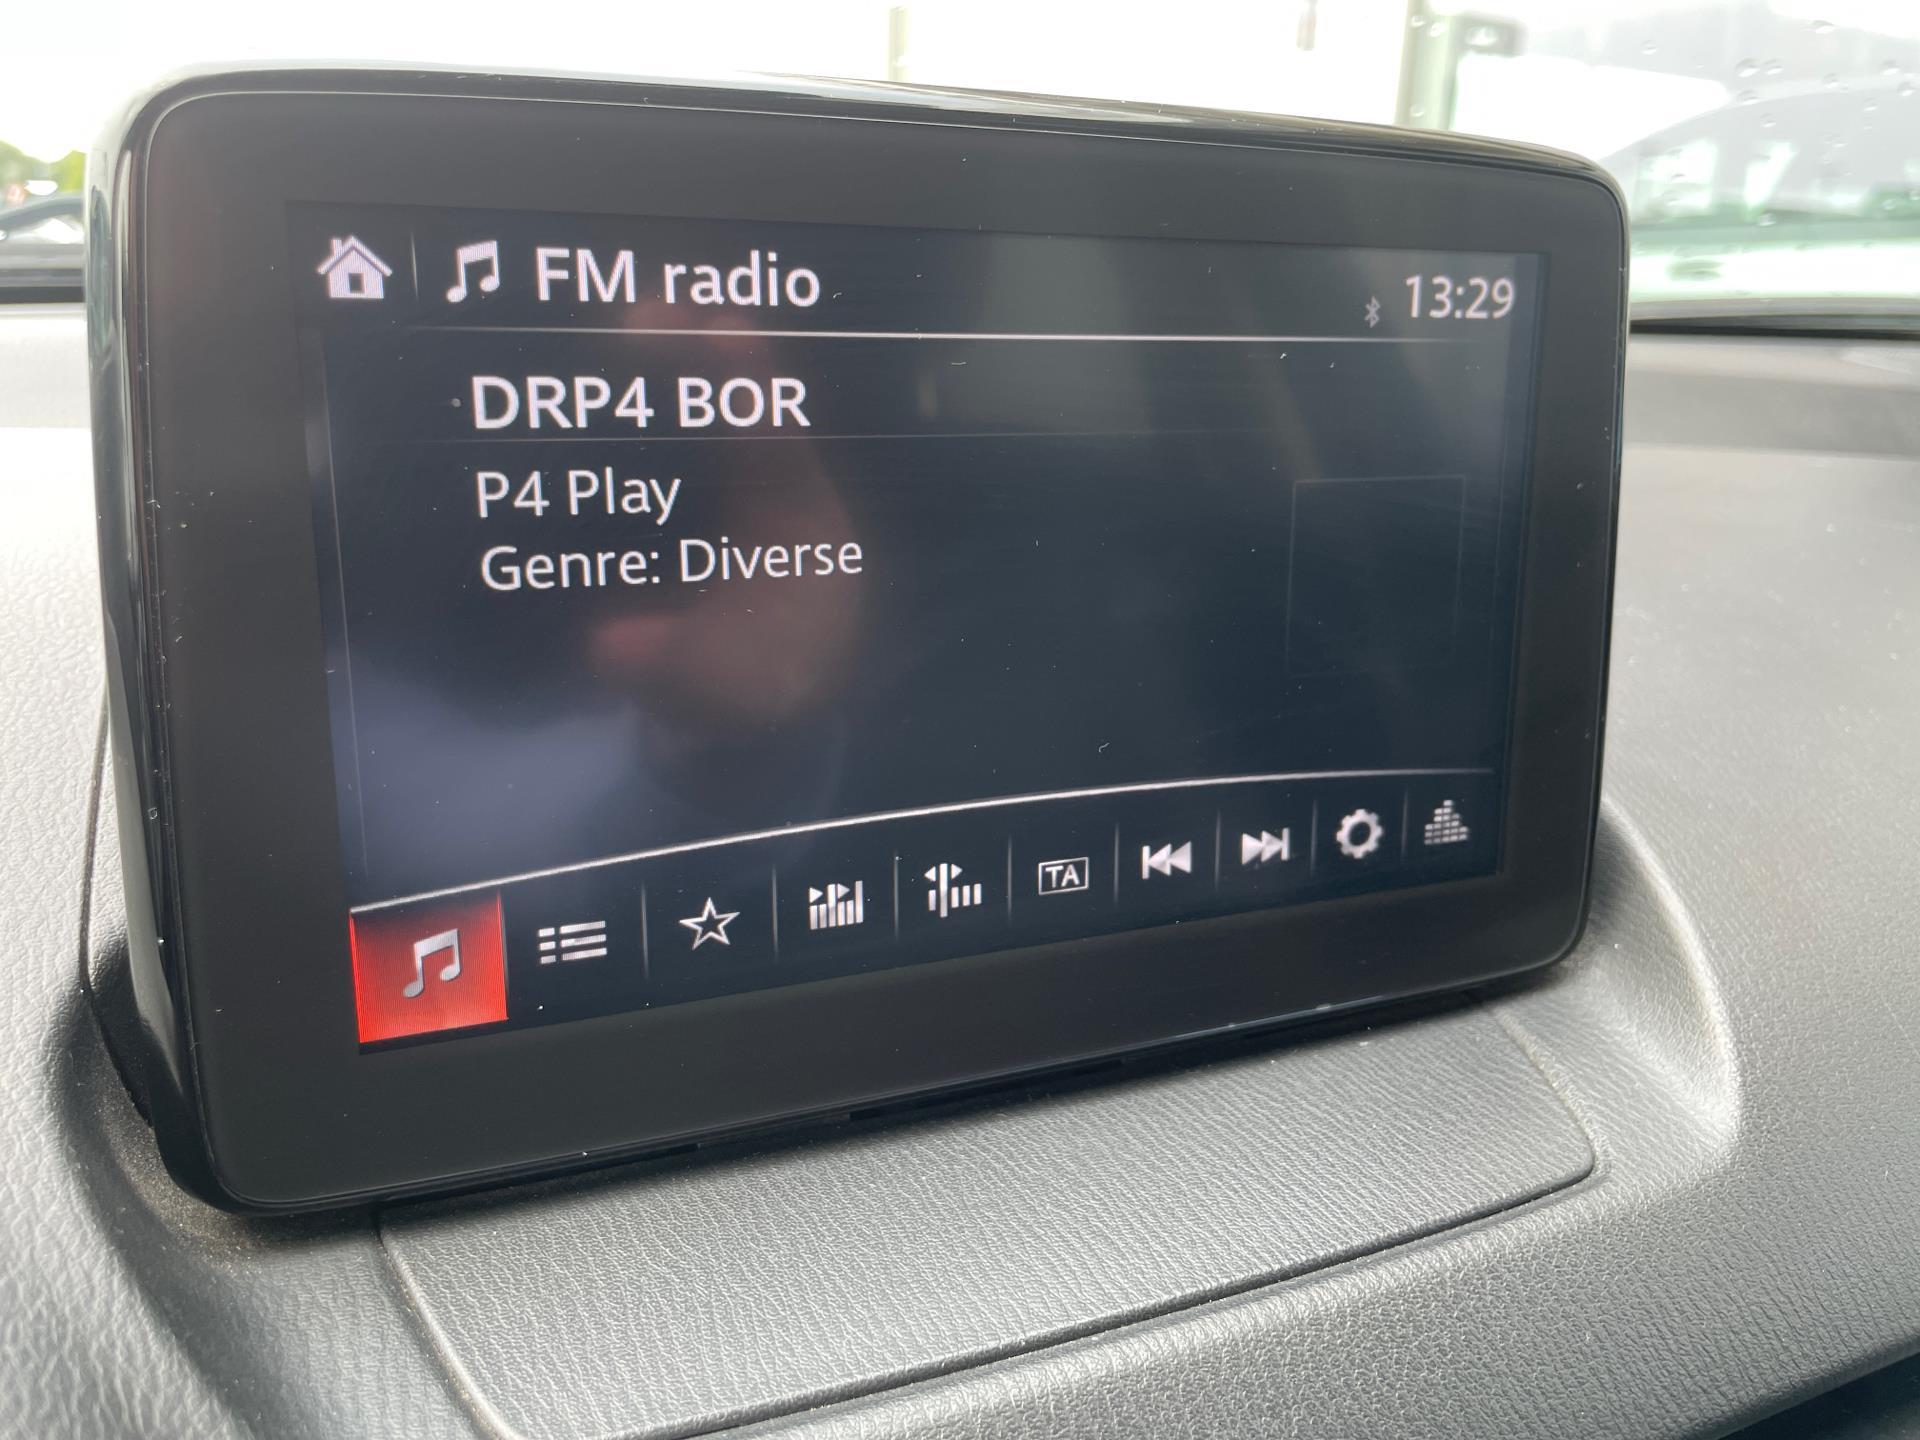 FM radio
13:29
DRP4 BOR
P4 Play
Genre: Diverse
TA